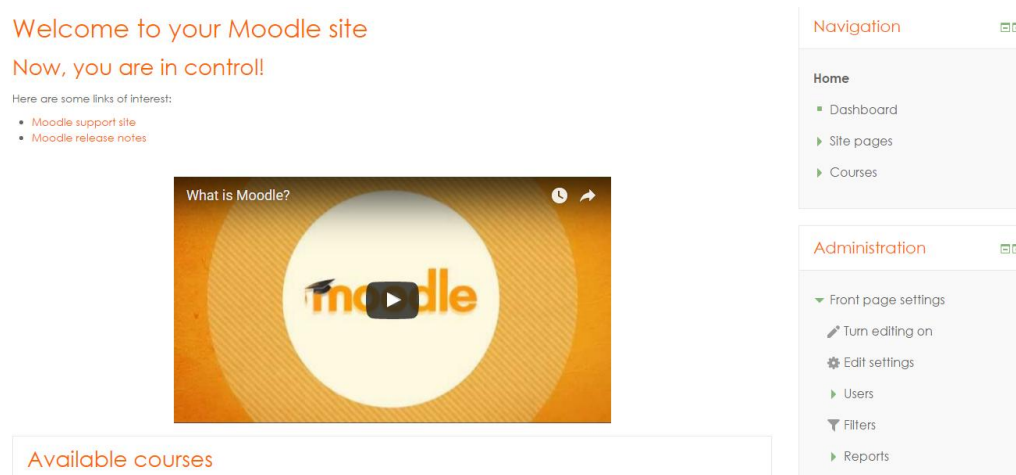 Welcome to your Moodle site
Now, you are in control!
Here are some links of interest:
Moodle support site
Moodle release notes
What is Moodle?
moodle
Available courses
Navigation
Home
Dashboard
Site pages
Courses
Administration
Front page settings
Turn editing on
Edit settings
Users
Filters
Reports